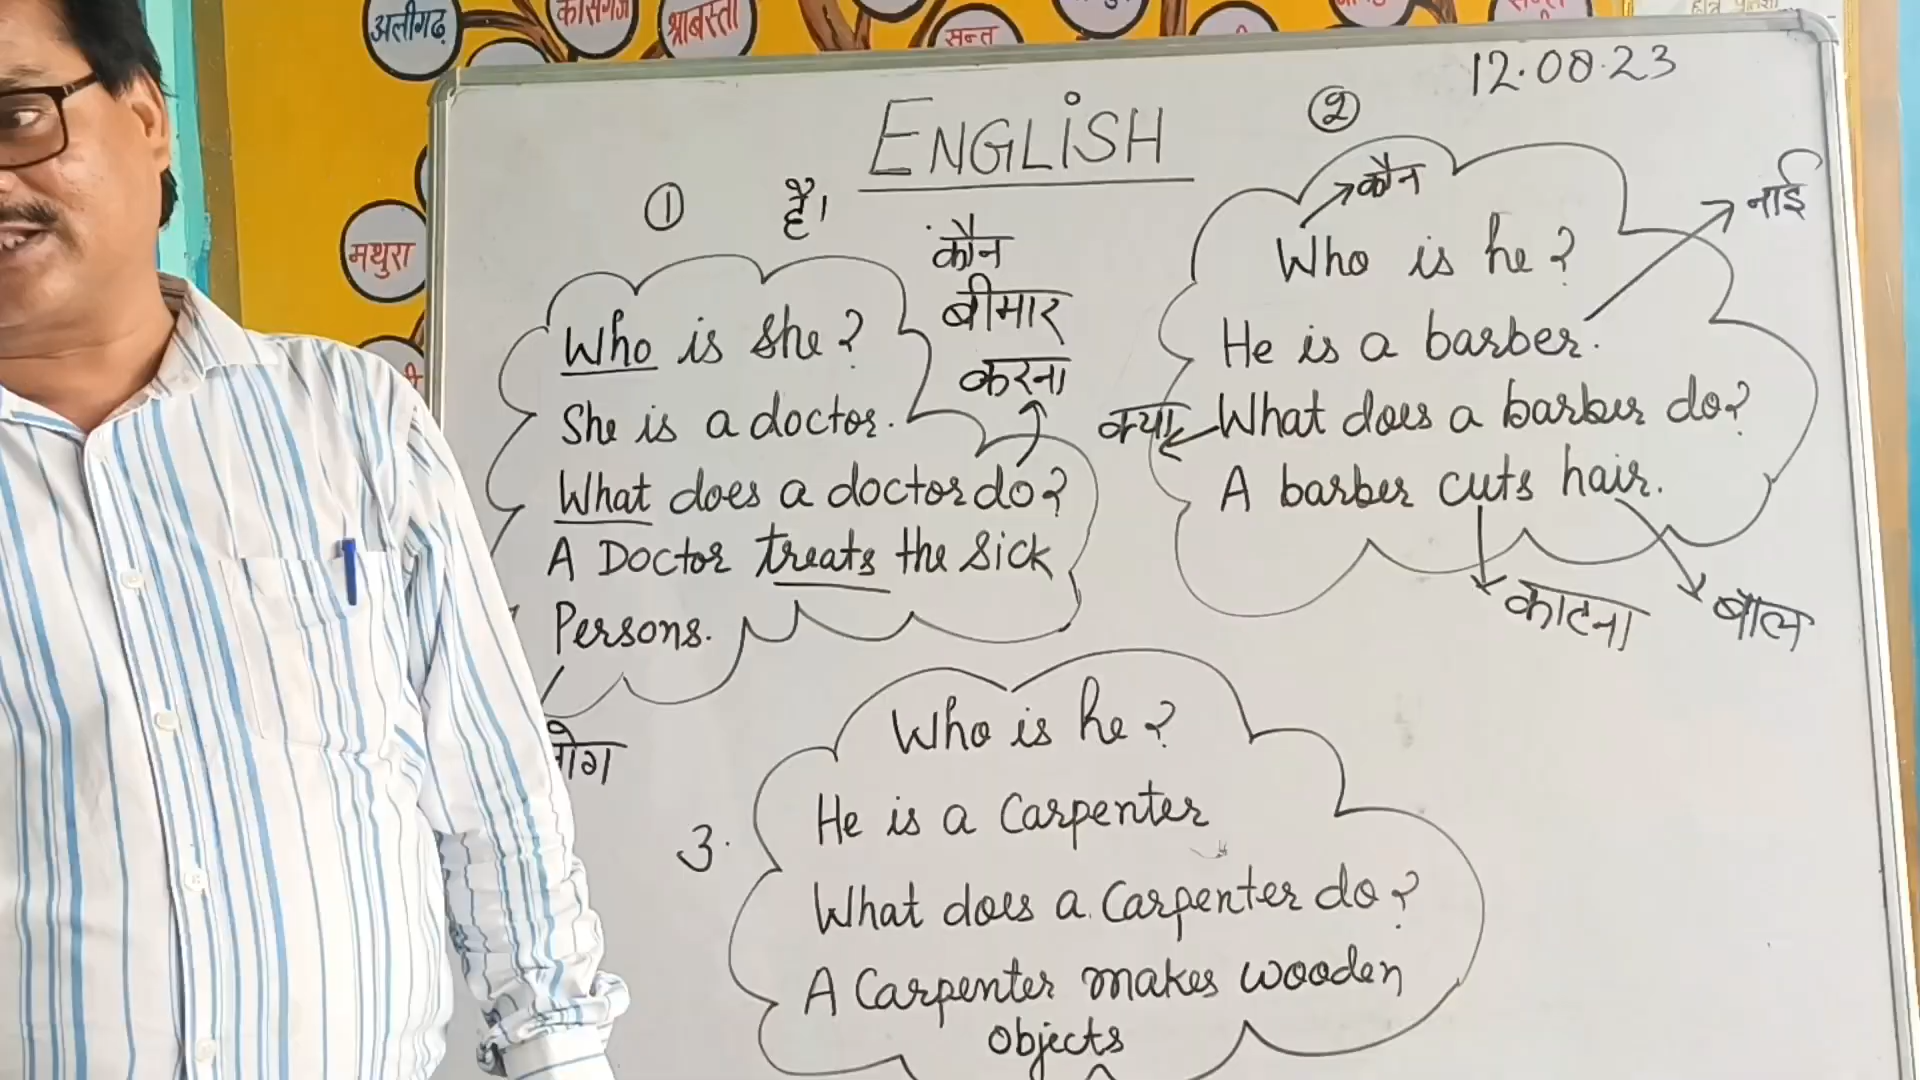 अलीगढ़
कासगंज
श्राबस्ती
सन्त
मथुरा
12.08.23
ENGLISH
①
है।
कौन
बीमार
करना
Who is she?
She is a doctor.
What does a doctor do?
A Doctor treats the sick
Persons.
②
कौन
नाई
Who is he?
He is a barber.
क्या What does a barber do?
A barber cuts hair.
काटना
बाल
3.
Who is he?
He is a Carpenter
What does a Carpenter do?
A Carpenter makes wooden
objects